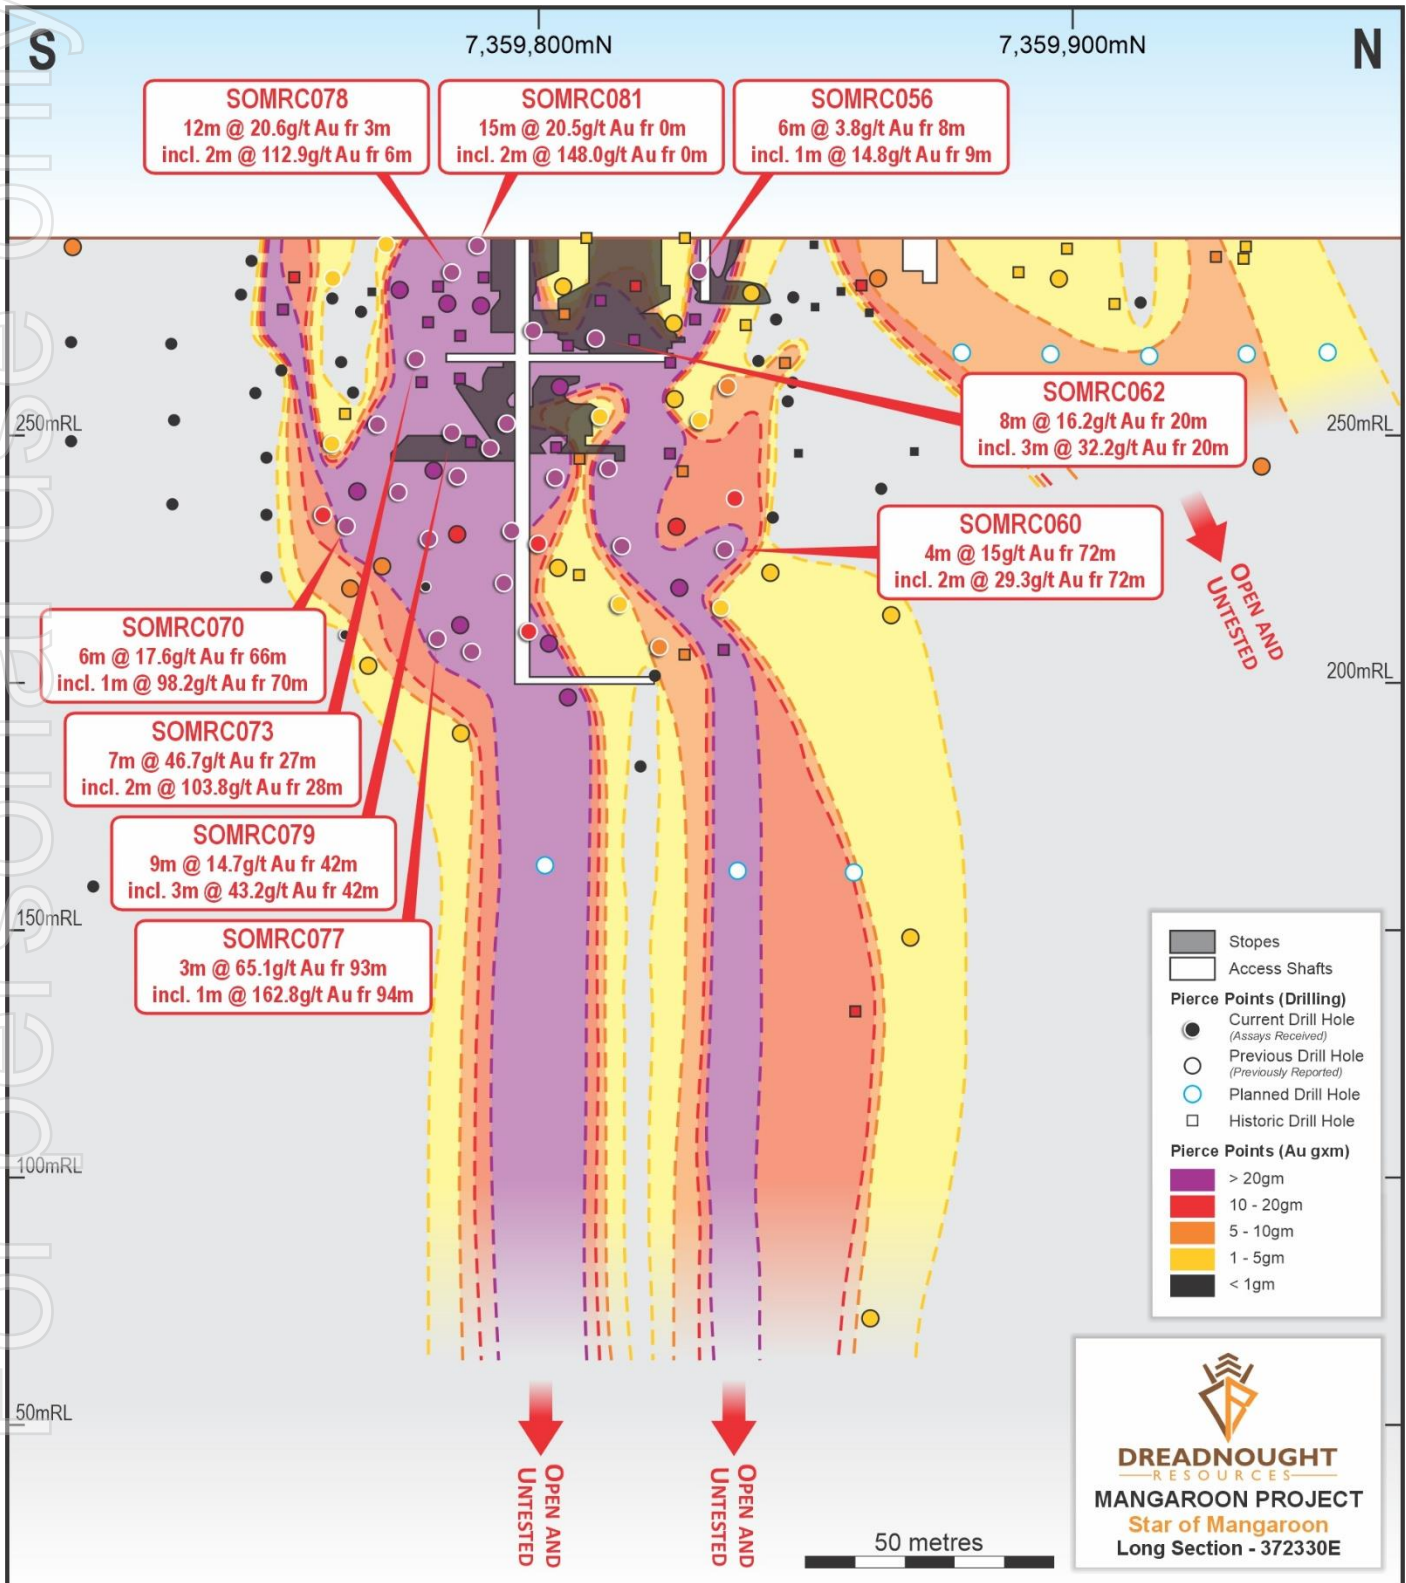 S
7,359,800mN
7,359,900mN
N
SOMRC078
12m @ 20.6g/t Au fr 3m
incl. 2m @ 112.9g/t Au fr 6m
SOMRC081
15m @ 20.5g/t Au fr 0m
incl. 2m @ 148.0g/t Au fr 0m
SOMRC056
6m @ 3.8g/t Au fr 8m
incl. 1m @ 14.8g/t Au fr 9m
SOMRC062
8m @ 16.2g/t Au fr 20m
incl. 3m @ 32.2g/t Au fr 20m
250mRL
250mRL
SOMRC060
4m @ 15g/t Au fr 72m
incl. 2m @ 29.3g/t Au fr 72m
OPEN AND
UNTESTED
SOMRC070
6m @ 17.6g/t Au fr 66m
incl. 1m @ 98.2g/t Au fr 70m
200mRL
SOMRC073
7m @ 46.7g/t Au fr 27m
incl. 2m @ 103.8g/t Au fr 28m
SOMRC079
9m @ 14.7g/t Au fr 42m
incl. 3m @ 43.2g/t Au fr 42m
150mRL
SOMRC077
3m @ 65.1g/t Au fr 93m
incl. 1m @ 162.8g/t Au fr 94m
100mRL
50mRL
Stopes
Access Shafts
Pierce Points (Drilling)
Current Drill Hole
(Assays Received)
Previous Drill Hole
(Previously Reported)
Planned Drill Hole
Historic Drill Hole
Pierce Points (Au gxm)
> 20gm
10 - 20gm
5 - 10gm
1 - 5gm
< 1gm
OPEN AND
UNTESTED
OPEN AND
UNTESTED
50 metres
DREADNOUGHT
RESOURCES
MANGAROON PROJECT
Star of Mangaroon
Long Section - 372330E
For personal use only